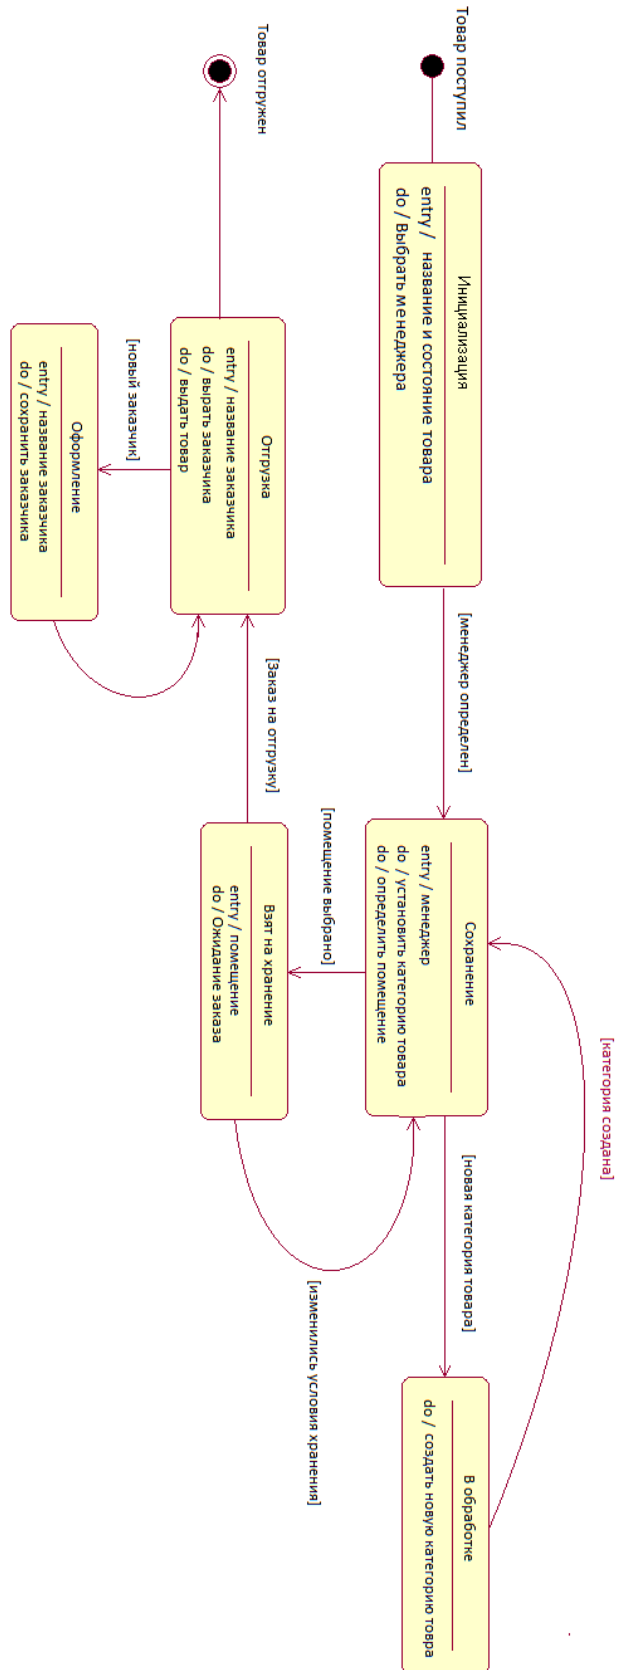 Товар поступил
Инициализация
entry /   название и состояние товара
do / Выбрать менеджера
[менеджер определен]
Сохранение
entry / менеджер
do  / установить категорию товара
do / определить помещение
[категория создана]
[новая категория товара]
В обработке
do /  создать новую категорию товра
[помещение выбрано]
[изменились условия хранения]
Взят на хранение
entry / помещение
do / Ожидание заказа
[Заказ на отгрузку]
Отгрузка
entry / название заказчика
do  / вырать заказчика
do / выдать товар
Товар отгружен
[новый заказчик]
Оформление
entry / название заказчика
do / сохранить заказчика